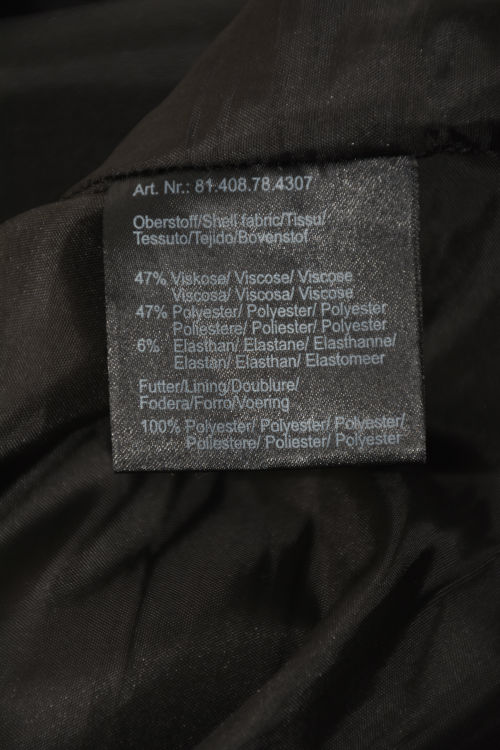 Art. Nr.: 81.408.78.4307
Oberstoff/Shell fabric/Tissu/
Tessuto/Tejido/Bovenstof
47% Viskose/ Viscose/ Viscose
Viscosa/ Viscosa/ Viscose
47% Polyester/ Polyester/ Polyester
Poliestere/ Poliester/ Polyester
6% Elasthan/ Elastane/ Elasthanne/
Elastan/ Elasthan/ Elastomeer
Futter/Lining/Doublure/
Fodera/Forro/Voering
100% Polyester/ Polyester/ Polyester/
Poliestere/ Poliester/ Polyester